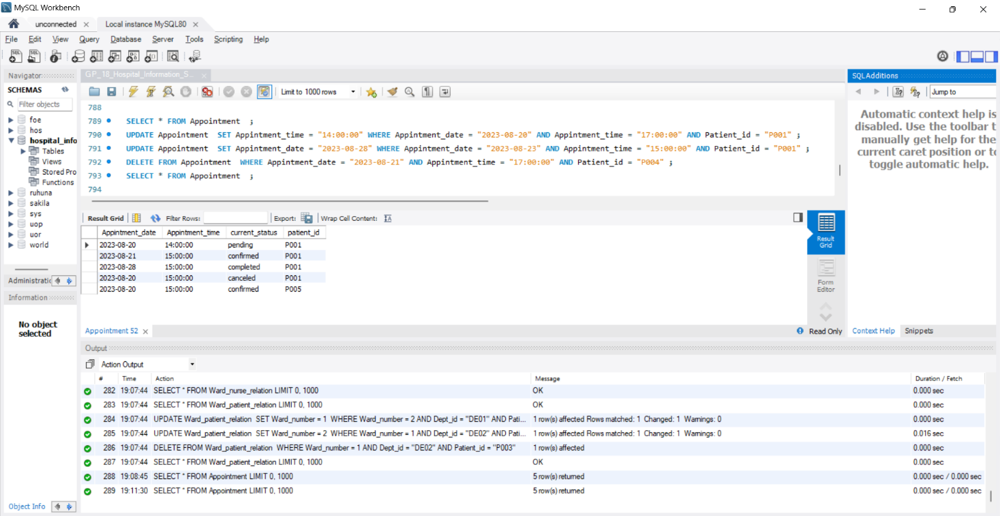 MySQL Workbench
unconnected
Local instance MySQL80
File Edit View Query Database Server Tools Scripting Help
Navigator
SCHEMAS
Filter objects
foe
hos
hospital_info
Tables
Views
Stored Pro
Functions
ruhuna
sakila
sys
uop
uor
world
Administratic
Information
No object
selected
Object Info
GP_18_Hospital_Information_S...
Limit to 1000 rows
788
789 SELECT * FROM Appointment ;
790 UPDATE Appointment SET Appintment_time = "14:00:00" WHERE Appintment_date = "2023-08-20" AND Appintment_time = "17:00:00" AND Patient_id = "P001" ;
791 UPDATE Appointment SET Appintment_date = "2023-08-28" WHERE Appintment_date = "2023-08-23" AND Appintment_time = "15:00:00" AND Patient_id = "P001" ;
792 DELETE FROM Appointment WHERE Appintment_date = "2023-08-21" AND Appintment_time = "17:00:00" AND Patient_id = "P004" ;
793 SELECT * FROM Appointment ;
794
Result Grid Filter Rows: Export: Wrap Cell Content:
Appintment_date Appintment_time current_status patient_id
2023-08-20 14:00:00 pending P001
2023-08-21 15:00:00 confirmed P001
2023-08-28 15:00:00 completed P001
2023-08-20 15:00:00 canceled P001
2023-08-20 15:00:00 confirmed P005
Result
Grid
Form
Editor
Appointment 52
Read Only
SQLAdditions
Jump to
Automatic context help is
disabled. Use the toolbar t
manually get help for the
current caret position or to
toggle automatic help.
Context Help Snippets
Output
Action Output
# Time Action Message Duration / Fetch
282 19:07:44 SELECT * FROM Ward_nurse_relation LIMIT 0, 1000 OK 0.000 sec
283 19:07:44 SELECT * FROM Ward_patient_relation LIMIT 0, 1000 OK 0.000 sec
284 19:07:44 UPDATE Ward_patient_relation SET Ward_number = 1 WHERE Ward_number = 2 AND Dept_id = "DE01" AND Pati... 1 row(s) affected Rows matched: 1 Changed: 1 Warnings: 0 0.000 sec
285 19:07:44 UPDATE Ward_patient_relation SET Ward_number = 2 WHERE Ward_number = 1 AND Dept_id = "DE02" AND Pati... 1 row(s) affected Rows matched: 1 Changed: 1 Warnings: 0 0.016 sec
286 19:07:44 DELETE FROM Ward_patient_relation WHERE Ward_number = 1 AND Dept_id = "DE02" AND Patient_id = "P003" 1 row(s) affected 0.000 sec
287 19:07:44 SELECT * FROM Ward_patient_relation LIMIT 0, 1000 OK 0.000 sec
288 19:08:45 SELECT * FROM Appointment LIMIT 0, 1000 5 row(s) returned 0.000 sec / 0.000 sec
289 19:11:30 SELECT * FROM Appointment LIMIT 0, 1000 5 row(s) returned 0.000 sec / 0.000 sec